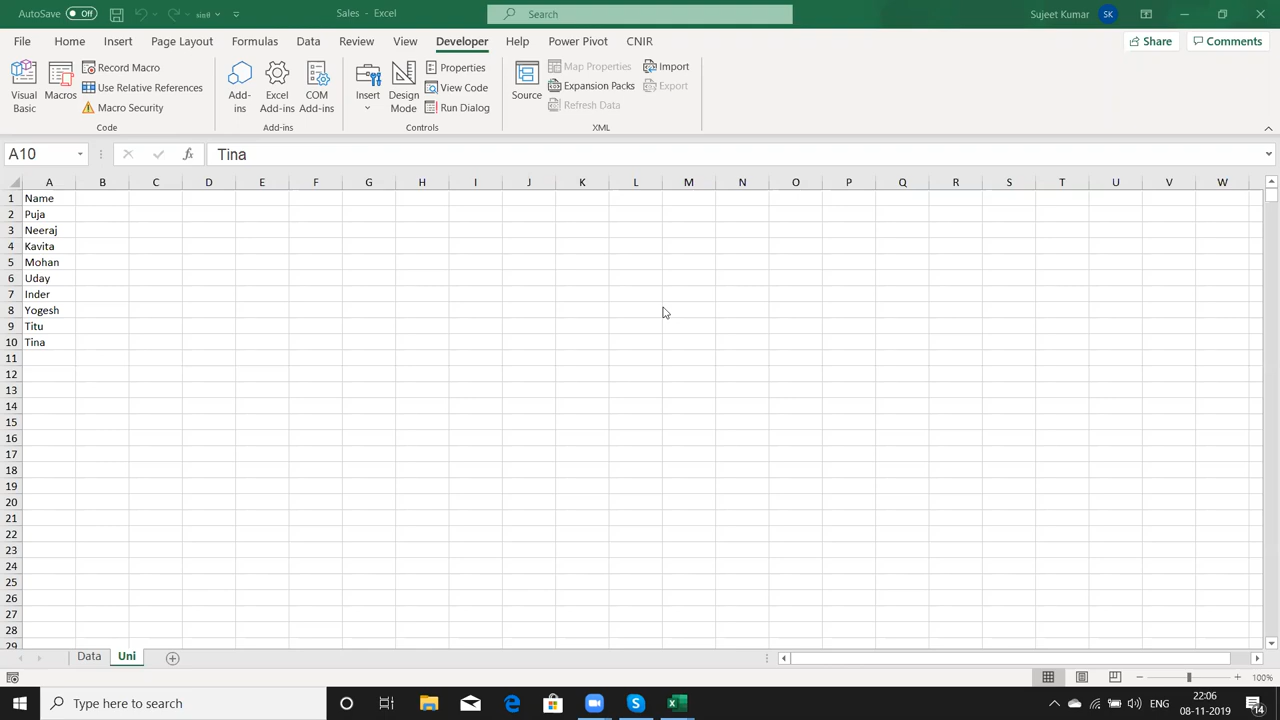 AutoSave Off sinθ Sales - Excel Search Sujeet Kumar SK
File Home Insert Page Layout Formulas Data Review View Developer Help Power Pivot CNIR Share Comments
Visual Basic
Macros
Record Macro
Use Relative References
Macro Security
Code
Add-ins
Excel Add-ins
COM Add-ins
Add-ins
Insert
Design Mode
Properties
View Code
Run Dialog
Controls
Source
Map Properties
Expansion Packs
Refresh Data
Import
Export
XML
A10 fx Tina
A B C D E F G H I J K L M N O P Q R S T U V W
1 Name
2 Puja
3 Neeraj
4 Kavita
5 Mohan
6 Uday
7 Inder
8 Yogesh
9 Titu
10 Tina
11
12
13
14
15
16
17
18
19
20
21
22
23
24
25
26
27
28
29
Data Uni
100%
Type here to search
ENG
22:06
08-11-2019